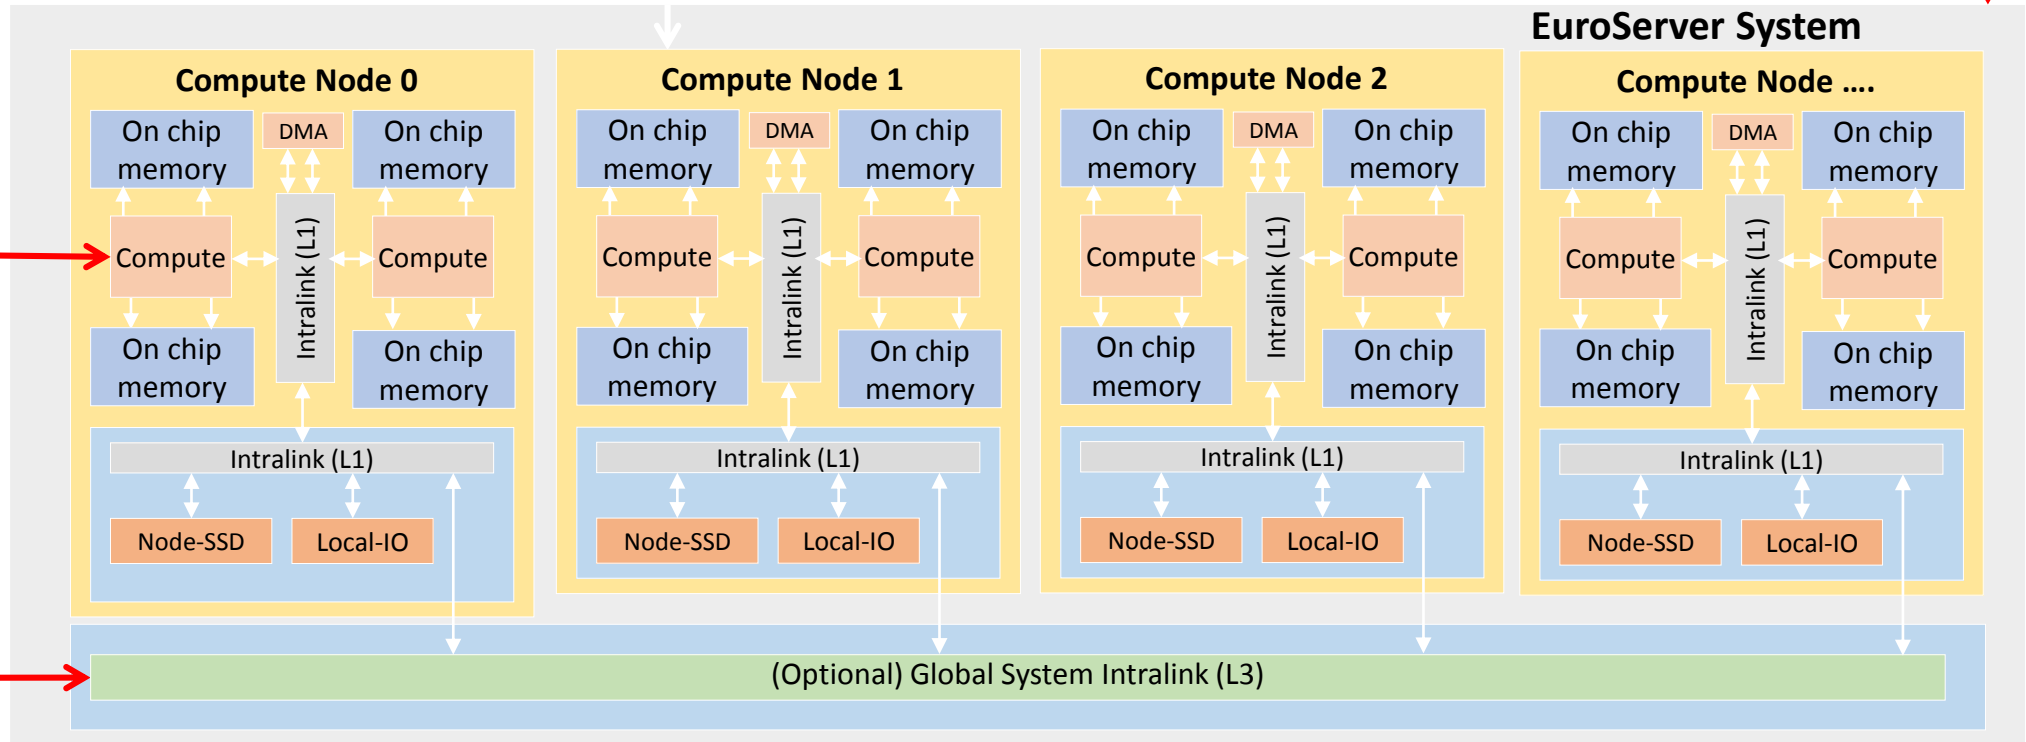 EuroServer System
Compute Node 0
On chip
memory
DMA
On chip
memory
Compute
Intralink (L1)
Compute
On chip
memory
On chip
memory
Intralink (L1)
Node-SSD
Local-IO
Compute Node 1
On chip
memory
DMA
On chip
memory
Compute
Intralink (L1)
Compute
On chip
memory
On chip
memory
Intralink (L1)
Node-SSD
Local-IO
Compute Node 2
On chip
memory
DMA
On chip
memory
Compute
Intralink (L1)
Compute
On chip
memory
On chip
memory
Intralink (L1)
Node-SSD
Local-IO
Compute Node ....
On chip
memory
DMA
On chip
memory
Compute
Intralink (L1)
Compute
On chip
memory
On chip
memory
Intralink (L1)
Node-SSD
Local-IO
(Optional) Global System Intralink (L3)